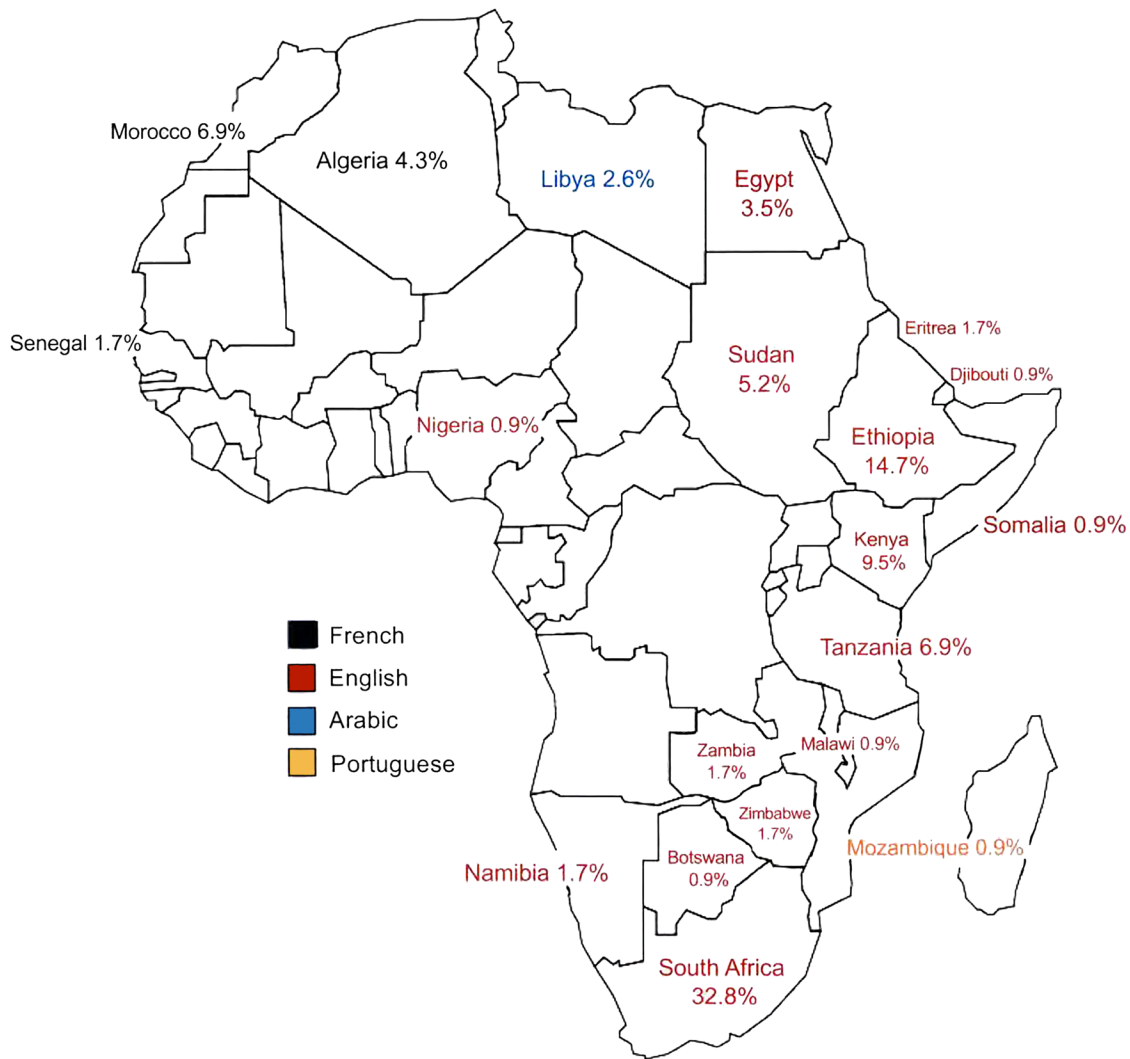 Morocco 6.9%
Algeria 4.3%
Libya 2.6%
Egypt
3.5%
Senegal 1.7%
Eritrea 1.7%
Sudan
5.2%
Djibouti 0.9%
Nigeria 0.9%
Ethiopia
14.7%
Somalia 0.9%
Kenya
9.5%
French
English
Arabic
Portuguese
Tanzania 6.9%
Zambia
1.7%
Malawi 0.9%
Zimbabwe
1.7%
Mozambique 0.9%
Namibia 1.7%
Botswana
0.9%
South Africa
32.8%